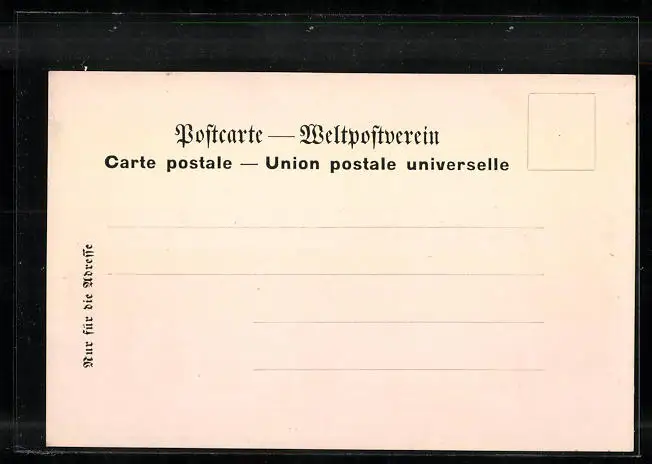 Postcarte — Weltpostverein
Carte postale — Union postale universelle
Nur für die Adresse